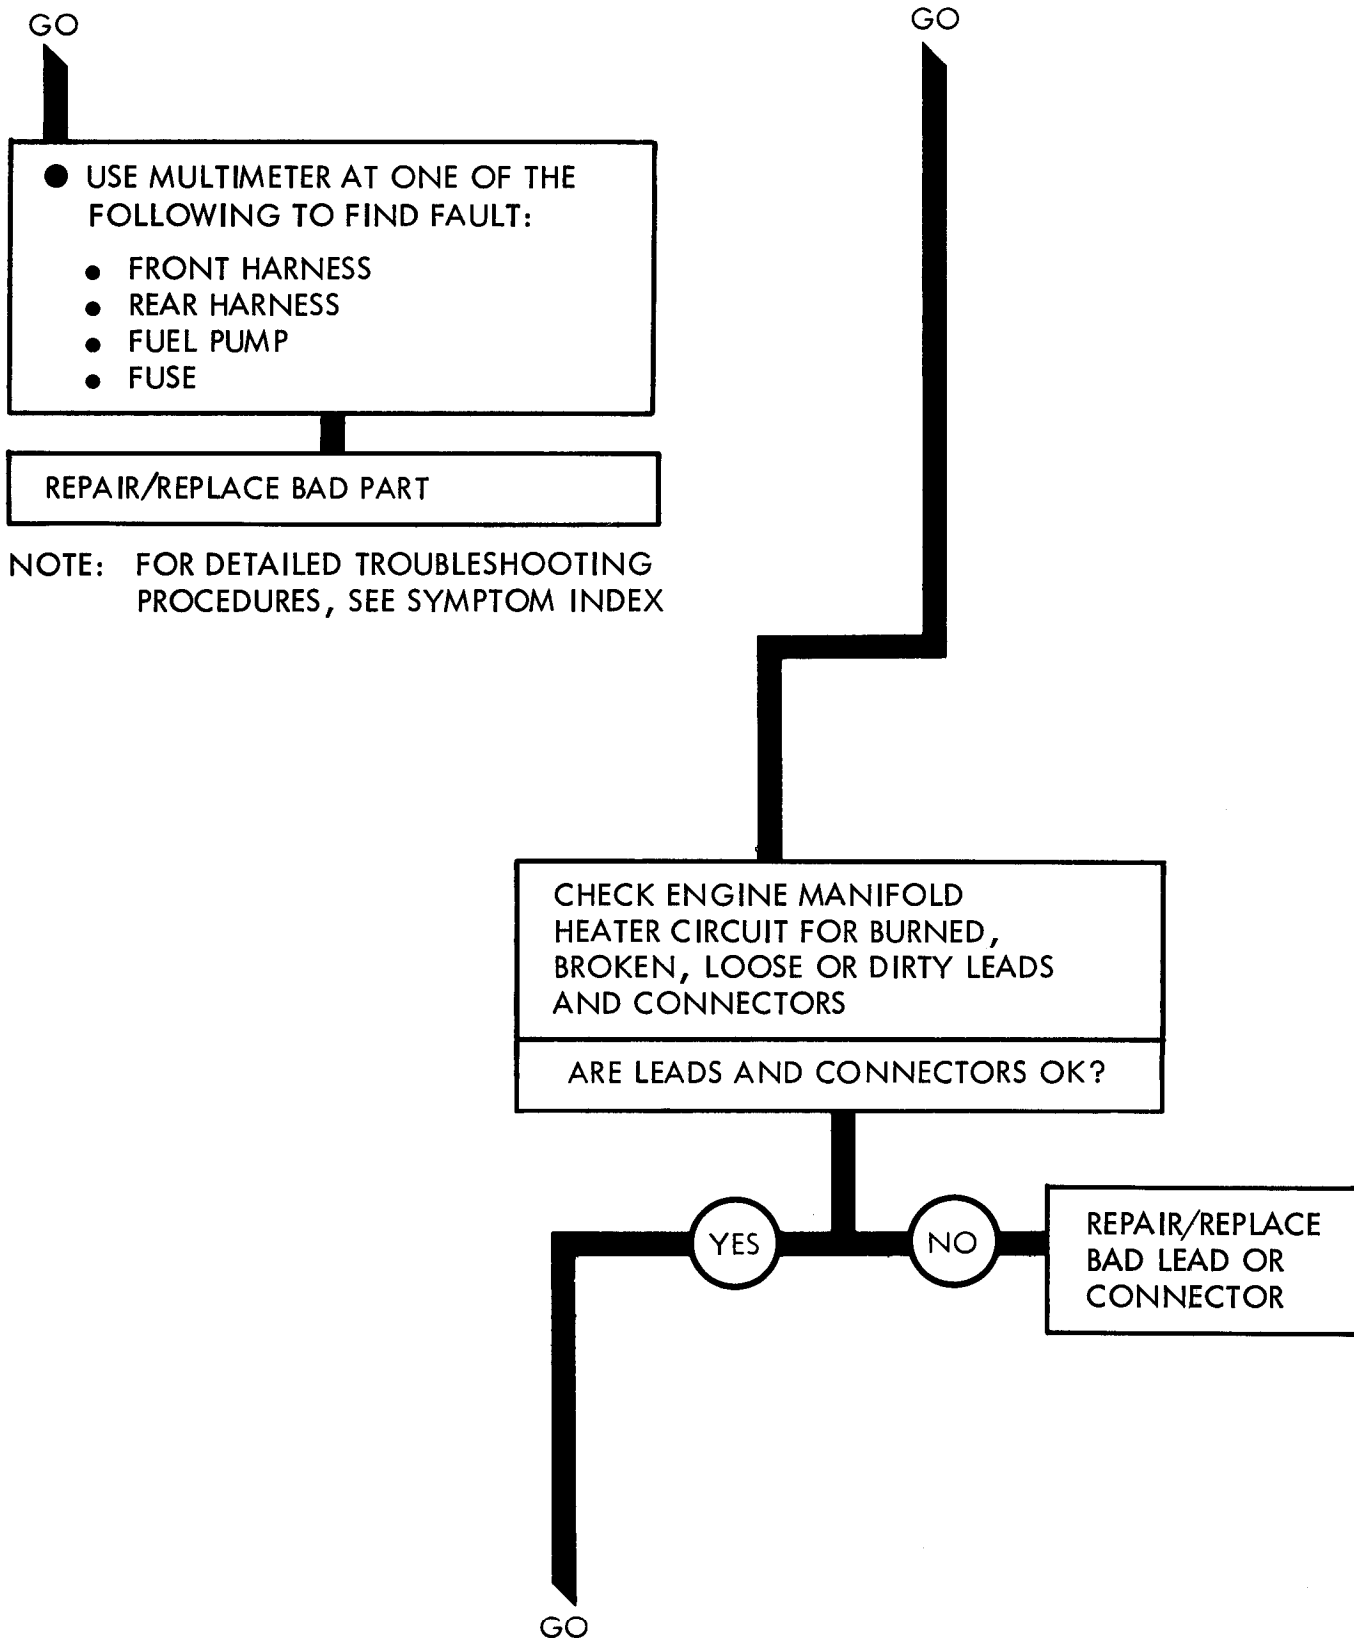 GO
GO
● USE MULTIMETER AT ONE OF THE
FOLLOWING TO FIND FAULT:
● FRONT HARNESS
● REAR HARNESS
● FUEL PUMP
● FUSE
REPAIR/REPLACE BAD PART
NOTE: FOR DETAILED TROUBLESHOOTING
PROCEDURES, SEE SYMPTOM INDEX
CHECK ENGINE MANIFOLD
HEATER CIRCUIT FOR BURNED,
BROKEN, LOOSE OR DIRTY LEADS
AND CONNECTORS
ARE LEADS AND CONNECTORS OK?
YES
NO
REPAIR/REPLACE
BAD LEAD OR
CONNECTOR
GO